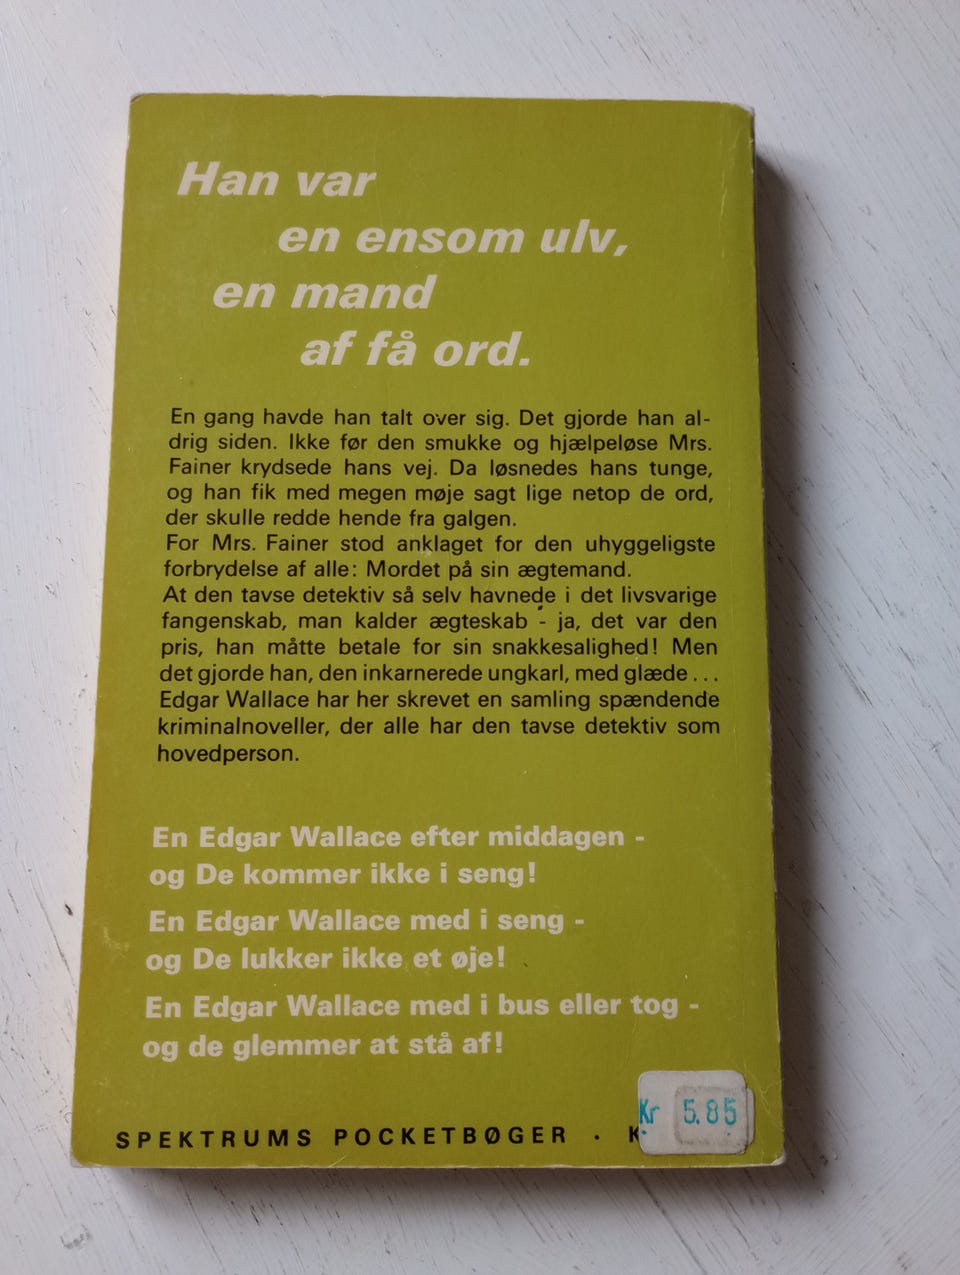 Han var
en ensom ulv,
en mand
af få ord.
En gang havde han talt over sig. Det gjorde han al-
drig siden. Ikke før den smukke og hjælpeløse Mrs.
Fainer krydsede hans vej. Da løsnedes hans tunge,
og han fik med megen møje sagt lige netop de ord,
der skulle redde hende fra galgen.
For Mrs. Fainer stod anklaget for den uhyggeligste
forbrydelse af alle: Mordet på sin ægtemand.
At den tavse detektiv så selv havnede i det livsvarige
fangenskab, man kalder ægteskab - ja, det var den
pris, han måtte betale for sin snakkesalighed! Men
det gjorde han, den inkarnerede ungkarl, med glæde...
Edgar Wallace har her skrevet en samling spændende
kriminalnoveller, der alle har den tavse detektiv som
hovedperson.
En Edgar Wallace efter middagen -
og De kommer ikke i seng!
En Edgar Wallace med i seng -
og De lukker ikke et øje!
En Edgar Wallace med i bus eller tog -
og de glemmer at stå af!
SPEKTRUMS POCKETBØGER ·
Kr 5.85